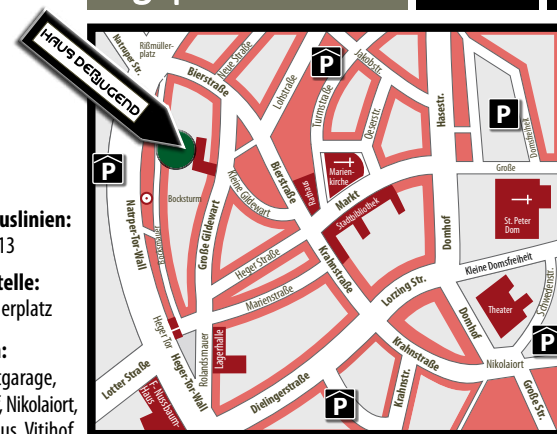 HAUS DER JUGEND
uslinien:
13
telle:
erplatz
:
tgarage,
f, Nikolaiort,
us, Vitihof
Natruper Str.
Rißmüller-
platz
Bierstraße
Neue Straße
Lohstraße
P
Turmstraße
Jakobstr.
Oeserstr.
Hasestr.
P
Domfreiheit
P
Bocksturm
Bocksmauer
Natruper-Tor-Wall
Große Gildewart
Kleine Gildewart
Bierstraße
Rathaus
Marien-
kirche
Markt
Stadtbibliothek
Große
St. Peter
Dom
Domhof
Kleine Domsfreiheit
Heger Straße
Krahnstraße
Marienstraße
Lorzing Str.
Theater
Schwedenstr.
Domhof
P
Heger Tor
Heger-Tor-Wall
Rolandsmauer
Lagerhalle
Lotter Straße
F.-Nussbaum-
Haus
Dielingerstraße
P
Krahnstr.
Krahnstraße
Nikolaiort
Große Str.